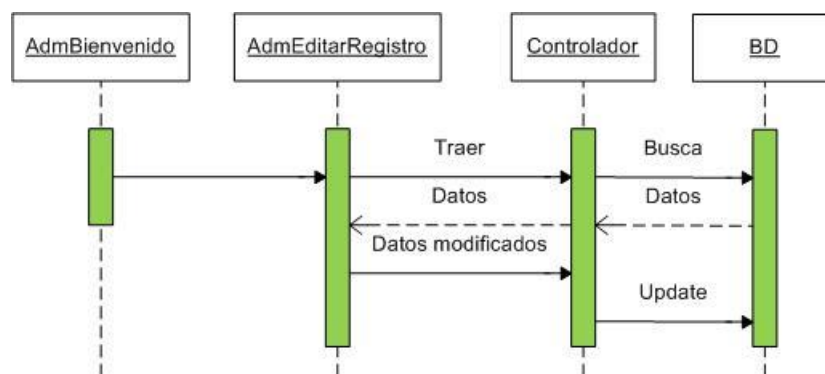 AdmBienvenido
AdmEditarRegistro
Controlador
BD
Traer
Busca
Datos
Datos
Datos modificados
Update